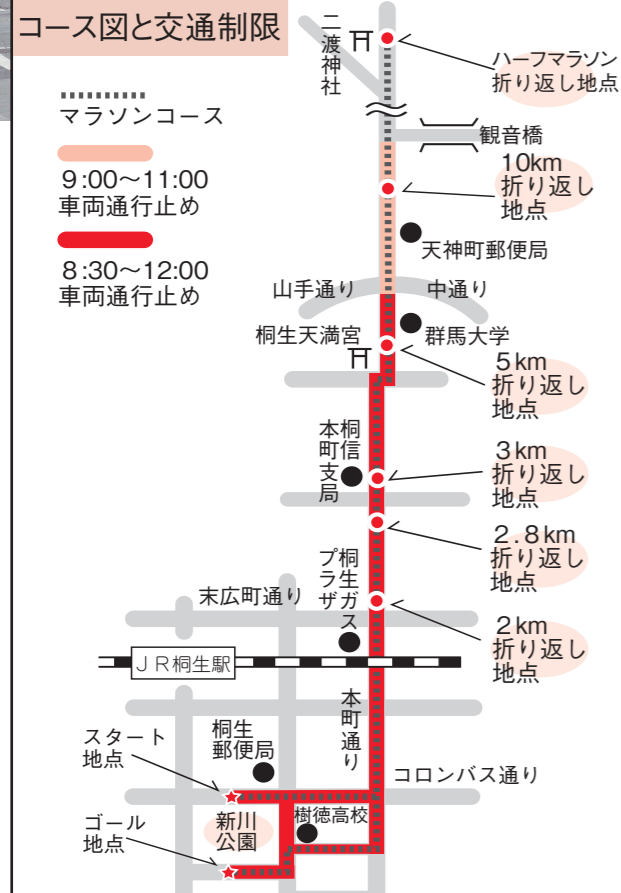 コース図と交通制限
マラソンコース
9:00～11:00
車両通行止め
8:30～12:00
車両通行止め
二渡神社
ハーフマラソン
折り返し地点
観音橋
10km
折り返し
地点
天神町郵便局
山手通り
中通り
桐生天満宮
群馬大学
5km
折り返し
地点
桐信
本町支局
3km
折り返し
地点
2.8km
折り返し
地点
桐生ガス
プラザ
末広町通り
2km
折り返し
地点
JR桐生駅
本町通り
スタート
地点
桐生
郵便局
コロンバス通り
ゴール
地点
新川
公園
樹徳高校